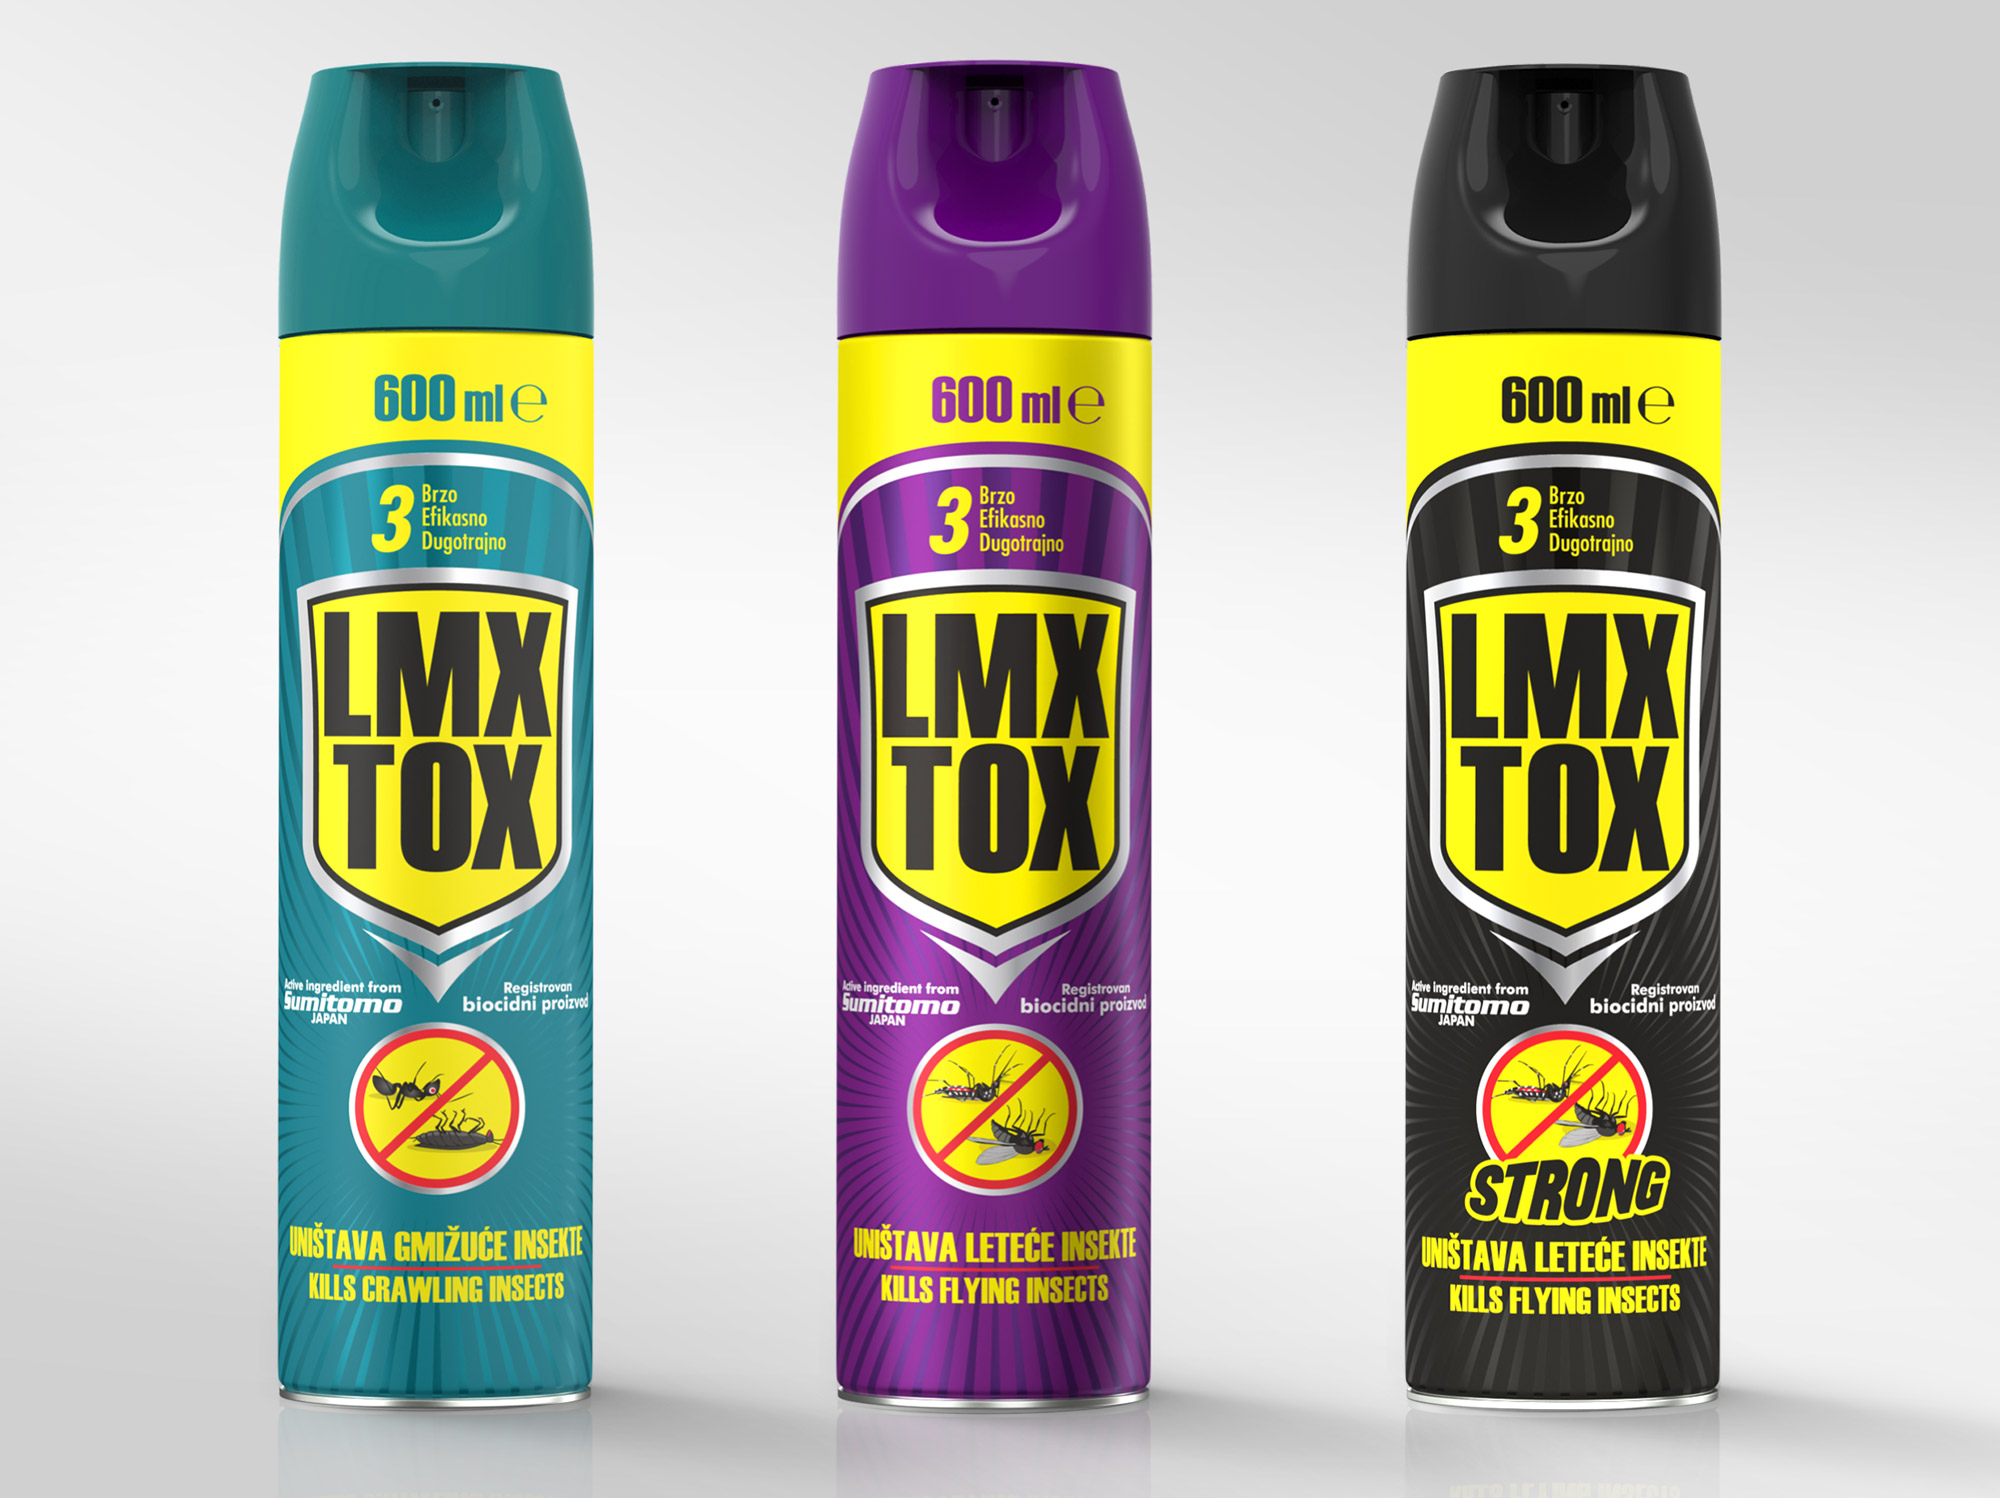 600 ml ℮
3
Brzo
Efikasno
Dugotrajno
LMX
TOX
Active ingredient from
Sumitomo
JAPAN
Registrovan
biocidni proizvod
UNIŠTAVA GMIŽUĆE INSEKTE
KILLS CRAWLING INSECTS
600 ml ℮
3
Brzo
Efikasno
Dugotrajno
LMX
TOX
Active ingredient from
Sumitomo
JAPAN
Registrovan
biocidni proizvod
UNIŠTAVA LETEĆE INSEKTE
KILLS FLYING INSECTS
600 ml ℮
3
Brzo
Efikasno
Dugotrajno
LMX
TOX
Active ingredient from
Sumitomo
JAPAN
Registrovan
biocidni proizvod
STRONG
UNIŠTAVA LETEĆE INSEKTE
KILLS FLYING INSECTS